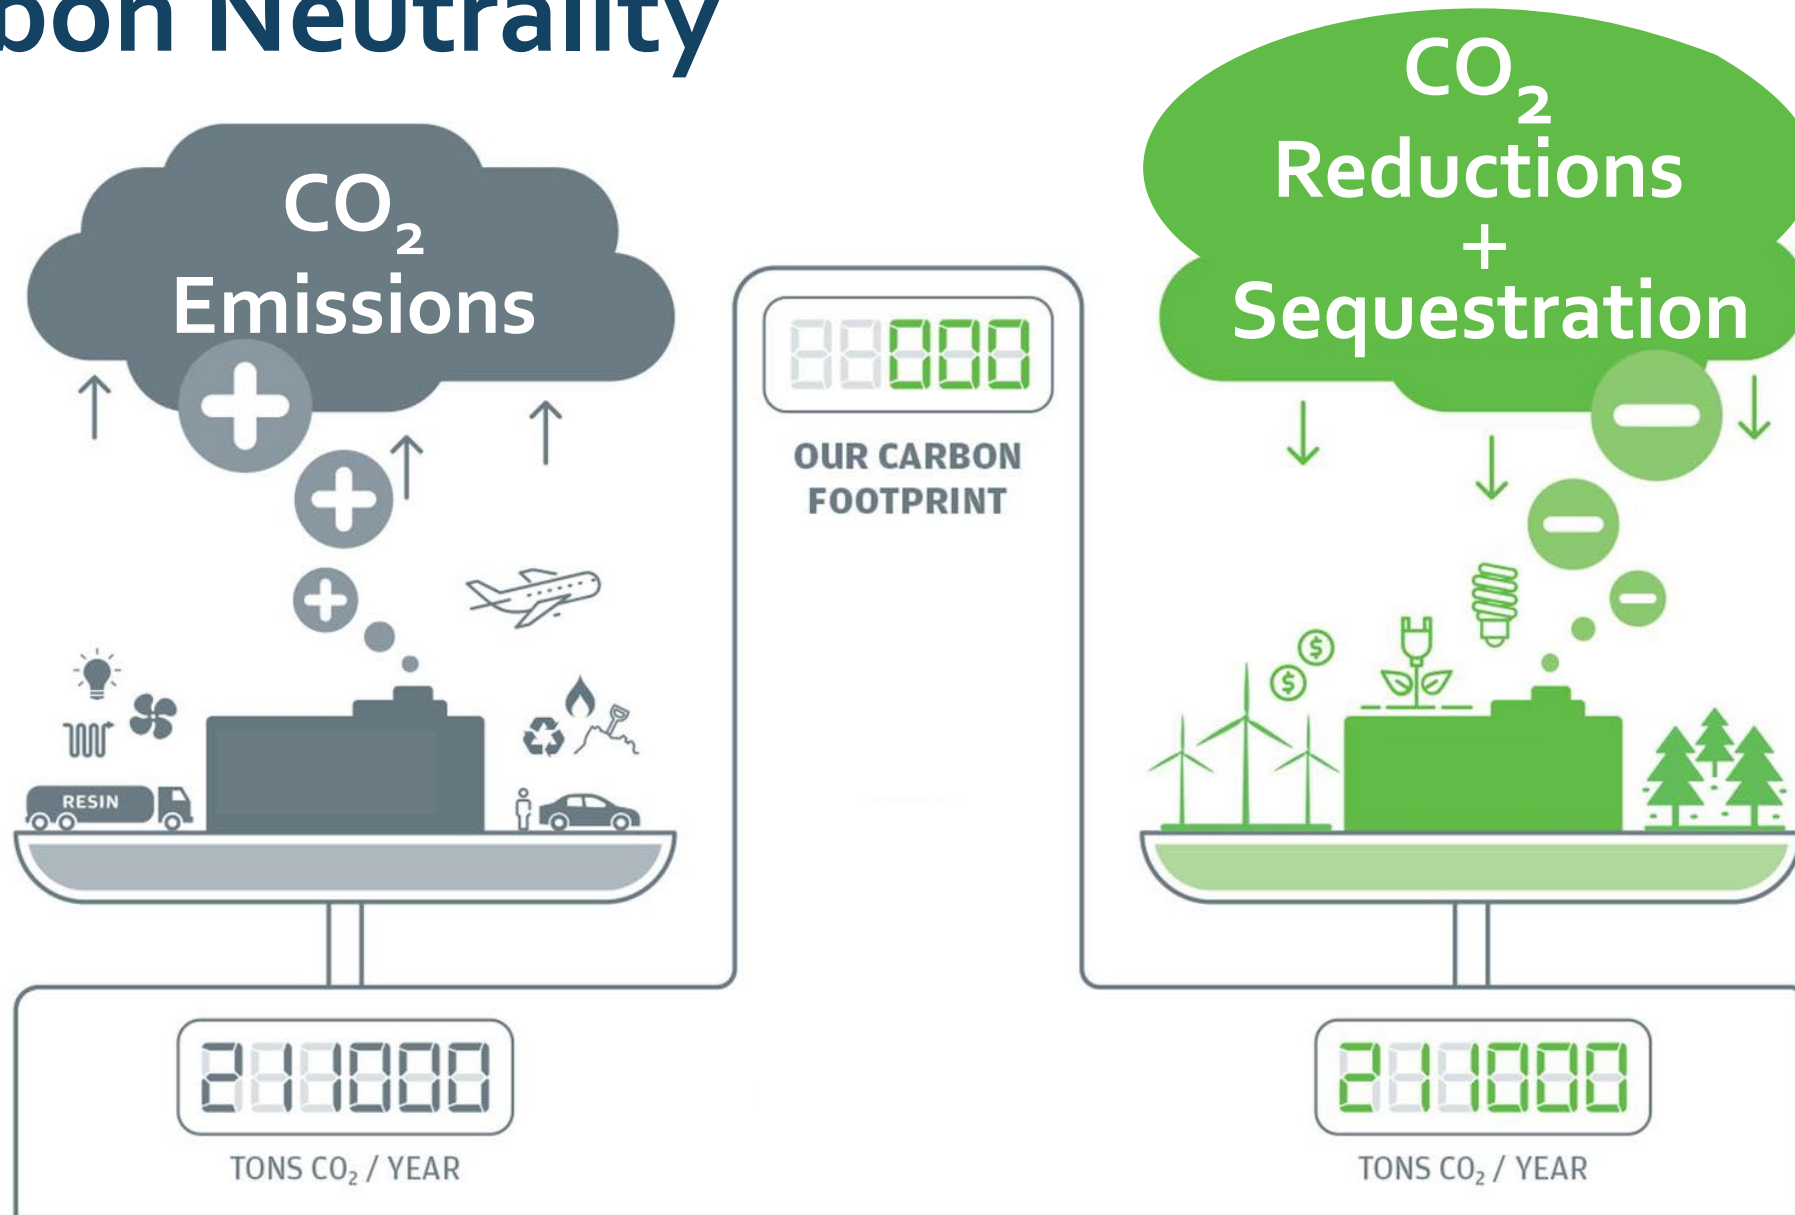 bon Neutrality
CO₂
Emissions
CO₂
Reductions
+
Sequestration
000
OUR CARBON
FOOTPRINT
$
$
RESIN
211000
TONS CO₂ / YEAR
211000
TONS CO₂ / YEAR